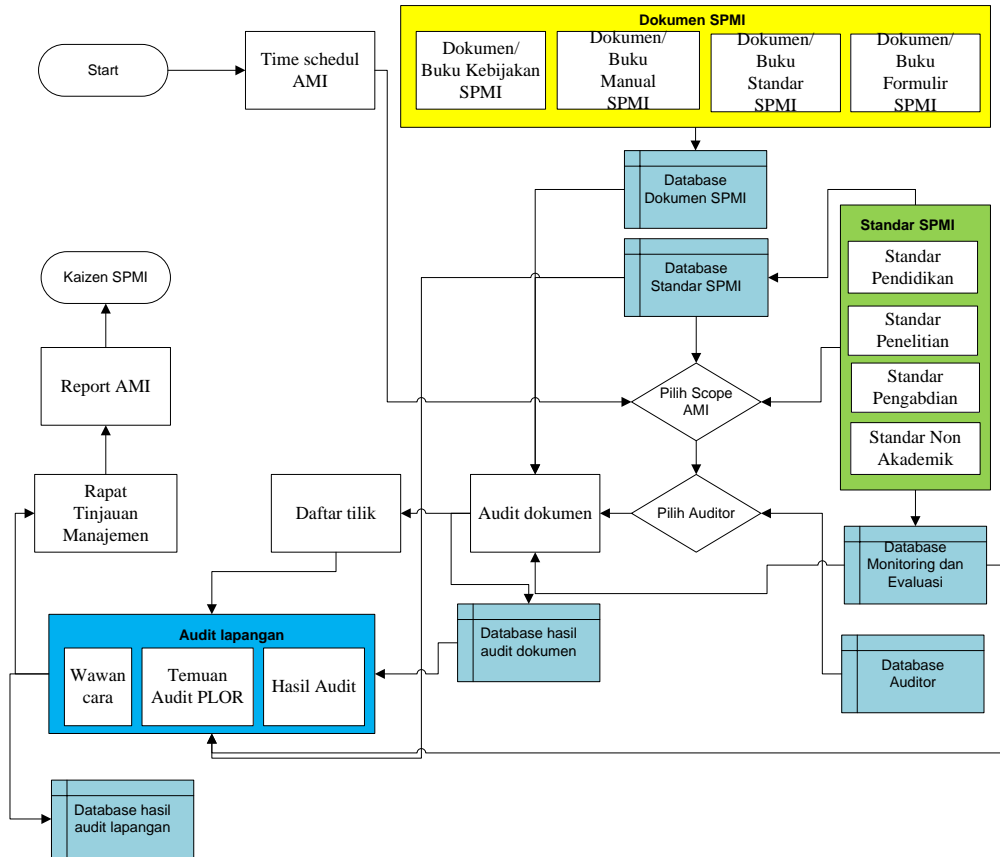 Dokumen SPMI
Start
Time schedul
AMI
Dokumen/
Buku Kebijakan
SPMI
Dokumen/
Buku
Manual
SPMI
Dokumen/
Buku
Standar
SPMI
Dokumen/
Buku
Formulir
SPMI
Database
Dokumen SPMI
Standar SPMI
Standar
Pendidikan
Standar
Penelitian
Standar
Pengabdian
Standar Non
Akademik
Database
Standar SPMI
Kaizen SPMI
Report AMI
Pilih Scope
AMI
Rapat
Tinjauan
Manajemen
Daftar tilik
Audit dokumen
Pilih Auditor
Database
Monitoring dan
Evaluasi
Audit lapangan
Wawan
cara
Temuan
Audit PLOR
Hasil Audit
Database hasil
audit dokumen
Database
Auditor
Database hasil
audit lapangan